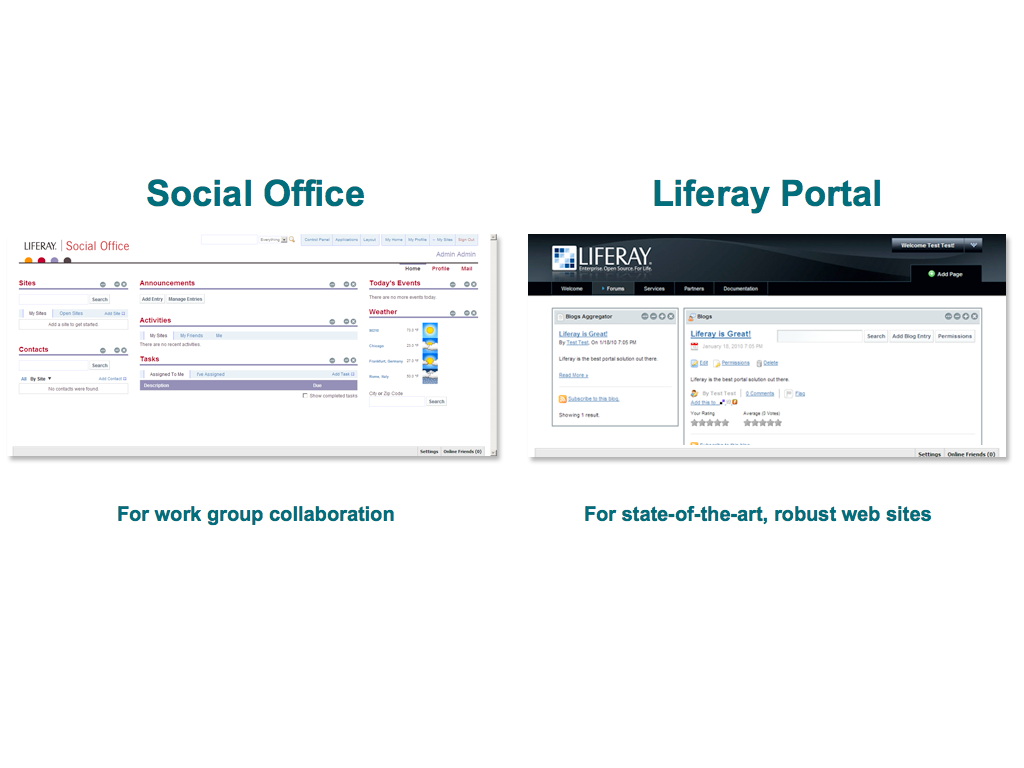 Social Office
Liferay Portal
LIFERAY. | Social Office
Everything
Control Panel Applications Layout My Home My Profile My Sites Sign Out
Admin Admin
Home Profile Mail
Sites
Search
My Sites Open Sites Add Site
Add a site to get started.
Contacts
Search
All By Site Add Contact
No contacts were found.
Announcements
Add Entry Manage Entries
Activities
My Sites My Friends Me
There are no recent activities.
Tasks
Assigned To Me I've Assigned Add Task
Description Due
Show completed tasks
Today's Events
There are no more events today.
Weather
Chicago
Frankfurt, Germany
Rome, Italy
City or Zip Code
Search
Settings Online Friends (0)
LIFERAY.
Enterprise. Open Source. For Life.
Welcome Test Test!
Add Page
Welcome Forums Services Partners Documentation
Blogs Aggregator
Liferay is Great!
By Test Test, On 1/18/10 7:05 PM
Liferay is the best portal solution out there.
Read More »
Subscribe to this blog.
Showing 1 result.
Blogs
Liferay is Great!
Search Add Blog Entry Permissions
January 18, 2010 7:05 PM
Edit Permissions Delete
Liferay is the best portal solution out there.
By Test Test 0 Comments Flag
Add this to:
Your Rating Average (0 Votes)
Subscribe to this blog.
Settings Online Friends (0)
For work group collaboration
For state-of-the-art, robust web sites